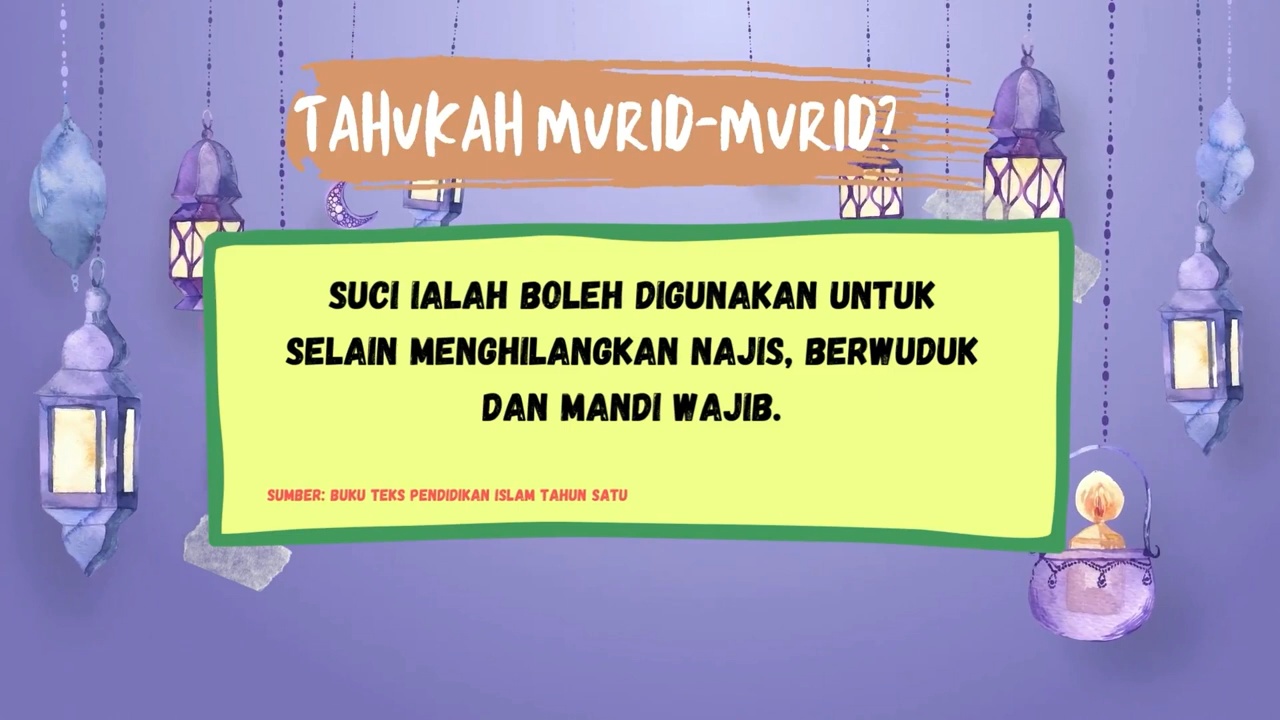 TAHUKAH MURID-MURID?
SUCI IALAH BOLEH DIGUNAKAN UNTUK
SELAIN MENGHILANGKAN NAJIS, BERWUDUK
DAN MANDI WAJIB.
SUMBER: BUKU TEKS PENDIDIKAN ISLAM TAHUN SATU